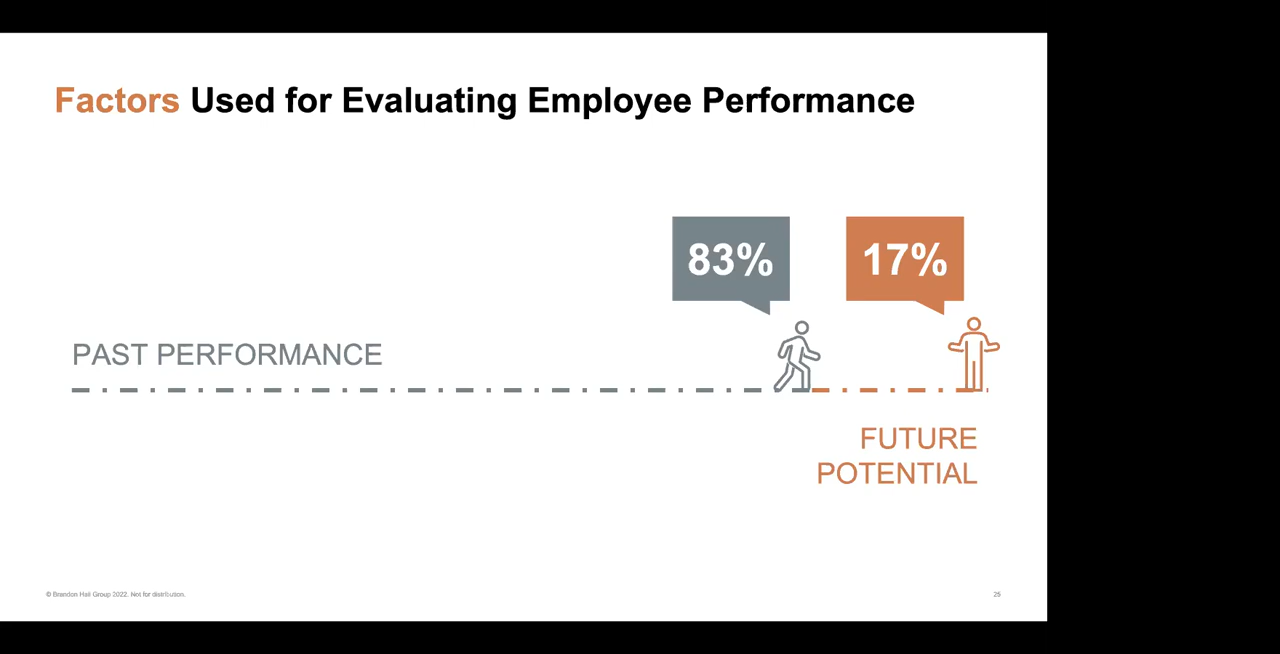 Factors Used for Evaluating Employee Performance
83%
17%
PAST PERFORMANCE
FUTURE
POTENTIAL
© Brandon Hall Group 2022. Not for distribution.
25